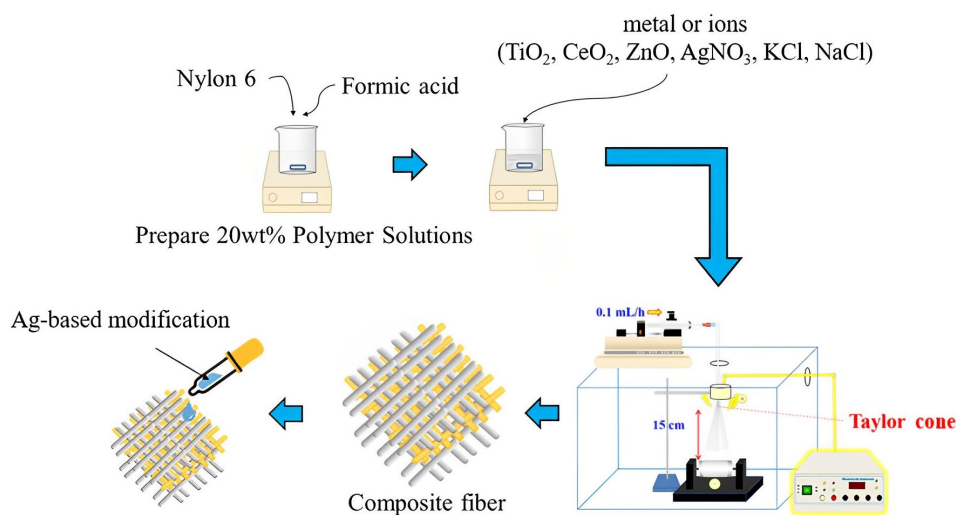 metal or ions
(TiO₂, CeO₂, ZnO, AgNO₃, KCl, NaCl)
Nylon 6
Formic acid
Prepare 20wt% Polymer Solutions
0.1 mL/h
Ag-based modification
15 cm
Taylor cone
Composite fiber